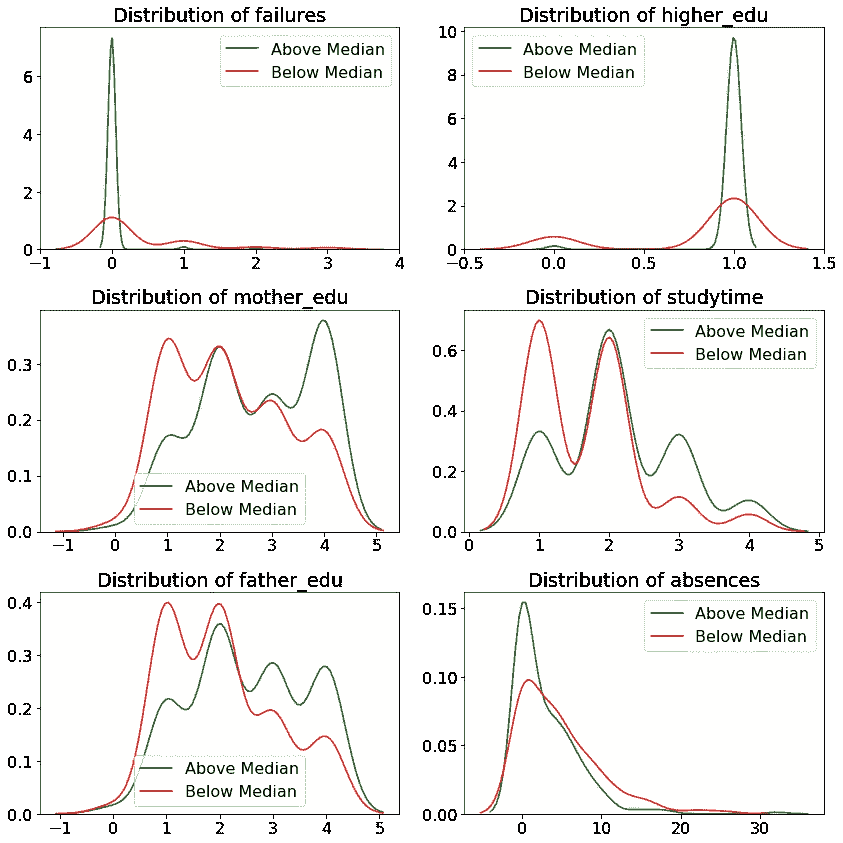 Distribution of failures
Above Median
Below Median
6
4
2
0
−1 0 1 2 3 4
Distribution of higher_edu
Above Median
Below Median
10
8
6
4
2
0
−0.5 0.0 0.5 1.0 1.5
Distribution of mother_edu
0.3
0.2
0.1
0.0
Above Median
Below Median
−1 0 1 2 3 4 5
Distribution of studytime
Above Median
Below Median
0.6
0.4
0.2
0.0
0 1 2 3 4 5
Distribution of father_edu
0.4
0.3
0.2
0.1
0.0
Above Median
Below Median
−1 0 1 2 3 4 5
Distribution of absences
Above Median
Below Median
0.15
0.10
0.05
0.00
0 10 20 30